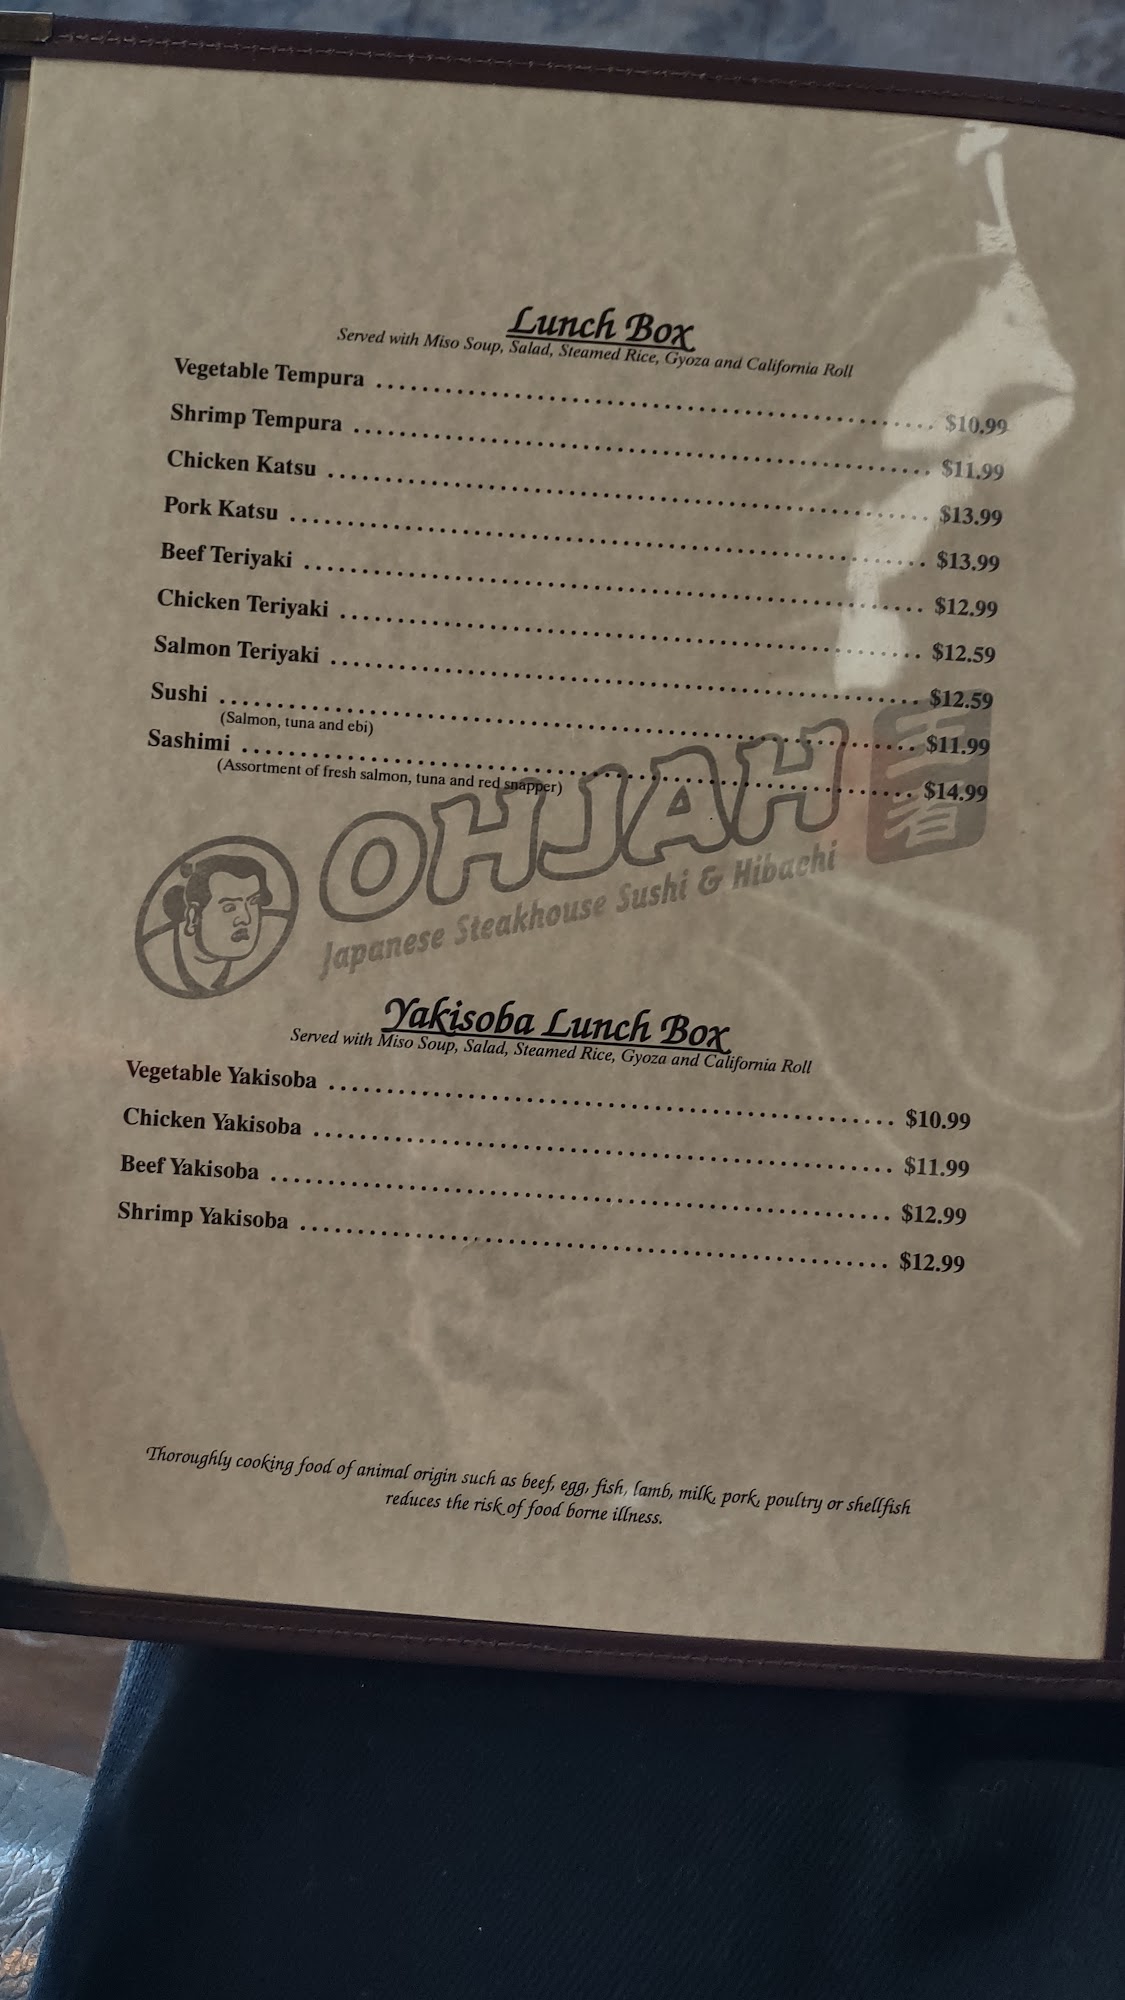 Lunch Box
Served with Miso Soup, Salad, Steamed Rice, Gyoza and California Roll
Vegetable Tempura ........ $10.99
Shrimp Tempura ........ $11.99
Chicken Katsu ........ $13.99
Pork Katsu ........ $13.99
Beef Teriyaki ........ $12.99
Chicken Teriyaki ........ $12.59
Salmon Teriyaki ........ $12.59
Sushi ........ $11.99
(Salmon, tuna and ebi)
Sashimi ........ $14.99
(Assortment of fresh salmon, tuna and red snapper)
OHJAH
Japanese Steakhouse Sushi & Hibachi
Yakisoba Lunch Box
Served with Miso Soup, Salad, Steamed Rice, Gyoza and California Roll
Vegetable Yakisoba ........ $10.99
Chicken Yakisoba ........ $11.99
Beef Yakisoba ........ $12.99
Shrimp Yakisoba ........ $12.99
Thoroughly cooking food of animal origin such as beef, egg, fish, lamb, milk, pork, poultry or shellfish
reduces the risk of food borne illness.